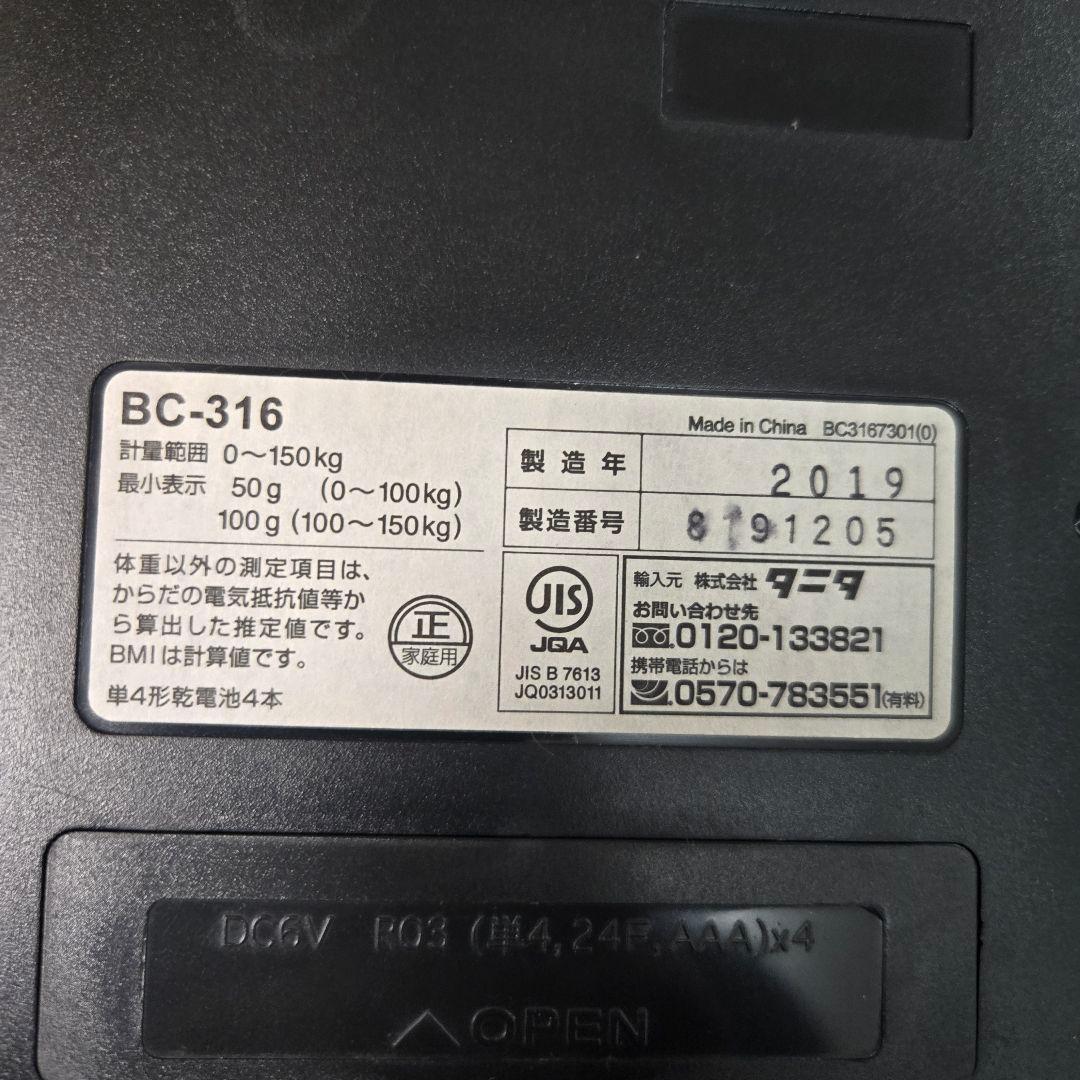 BC-316
計量範囲 0～150kg
最小表示 50g (0～100kg)
100g (100～150kg)
体重以外の測定項目は、
からだの電気抵抗値等か
ら算出した推定値です。
BMIは計算値です。
単4形乾電池4本
正
家庭用
Made in China BC3167301(0)
製造年 2019
製造番号
JIS
JQA
JIS B 7613
JQ0313011
輸入元 株式会社 タニタ
お問い合わせ先
0120-133821
携帯電話からは
0570-783551(有料)
DC6V R03 (単4,24F,AAA)x4
OPEN